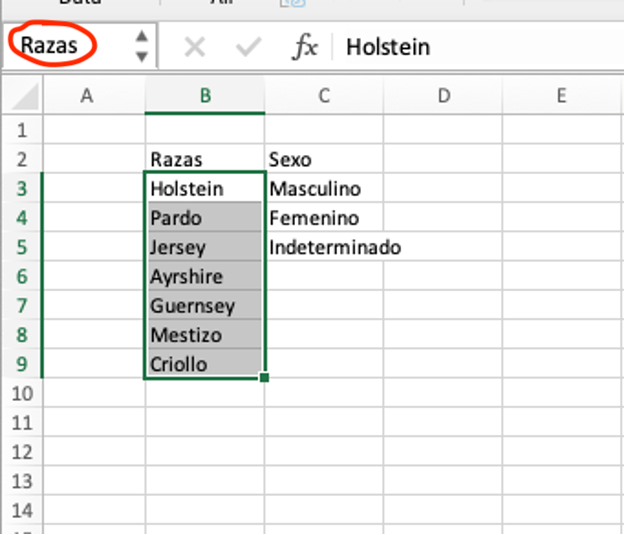 Razas fx Holstein
A B C D E
1
2 Razas Sexo
3 Holstein Masculino
4 Pardo Femenino
5 Jersey Indeterminado
6 Ayrshire
7 Guernsey
8 Mestizo
9 Criollo
10
11
12
13
14